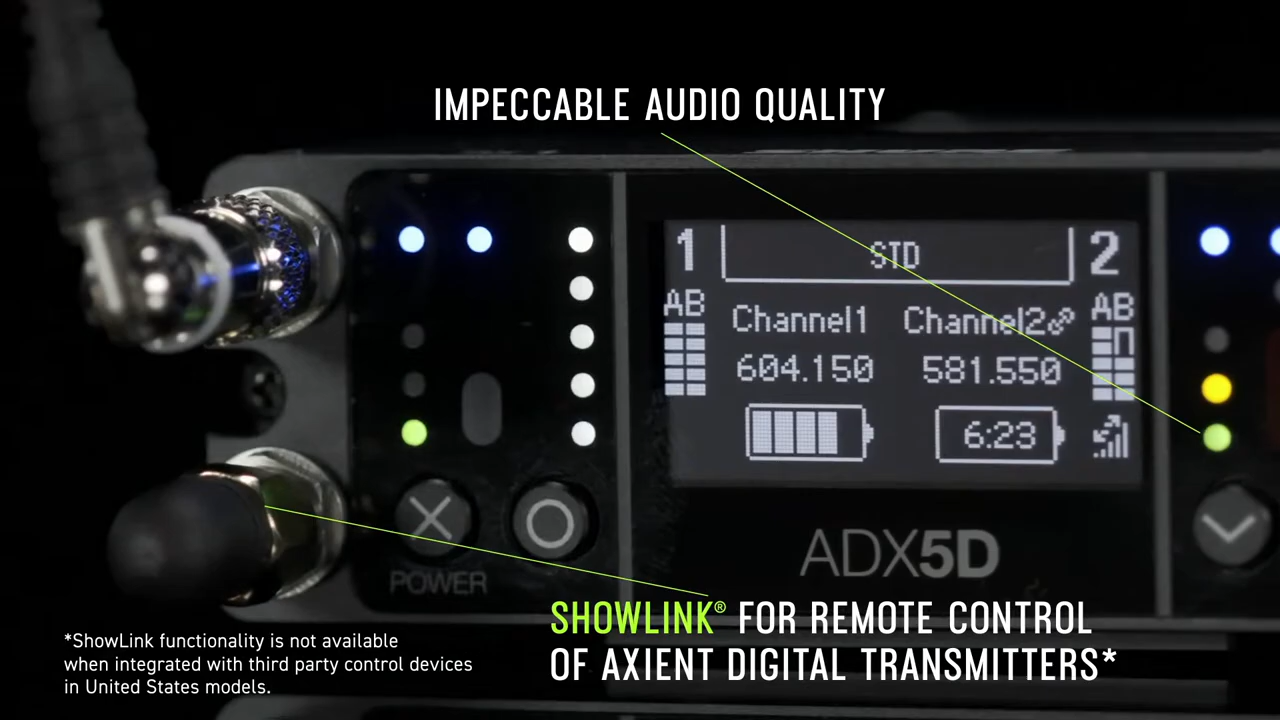 IMPECCABLE AUDIO QUALITY
1
STD
2
AB
Channel1
Channel2
AB
604.150
581.550
6:23
ADX5D
POWER
SHOWLINK® FOR REMOTE CONTROL
OF AXIENT DIGITAL TRANSMITTERS*
*ShowLink functionality is not available
when integrated with third party control devices
in United States models.